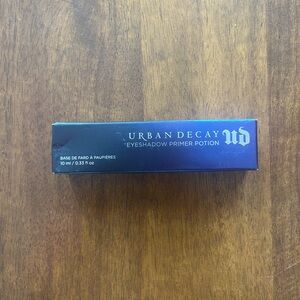 URBAN DECAY
EYESHADOW PRIMER POTION
UD
BASE DE FARD À PAUPIÈRES
10 ml / 0.33 fl oz